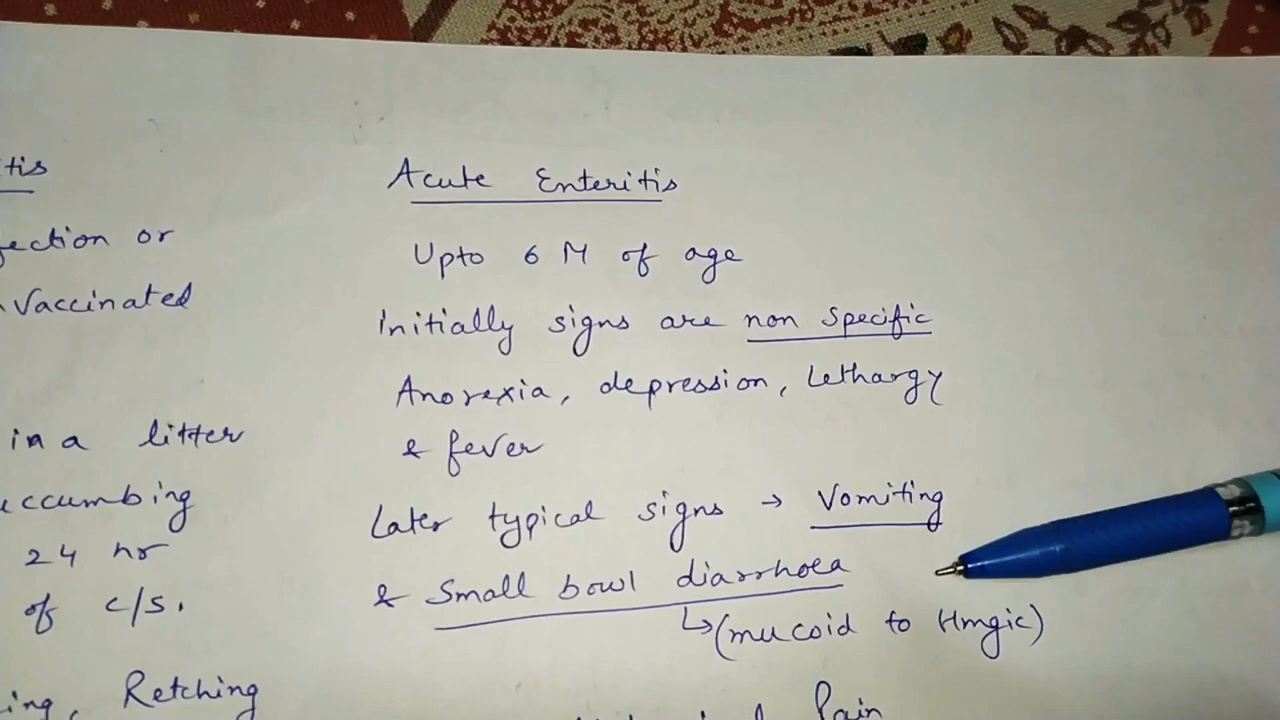 tis
ection or
Vaccinated
in a litter
ccumbing
24 hr
of c/s.
ing, Retching
Acute Enteritis
Upto 6 M of age
initially signs are non specific
Anorexia, depression, Lethargy
& fever
Later typical signs → Vomiting
& Small bowl diarrhoea
↳(mucoid to Hmgic)
Pain